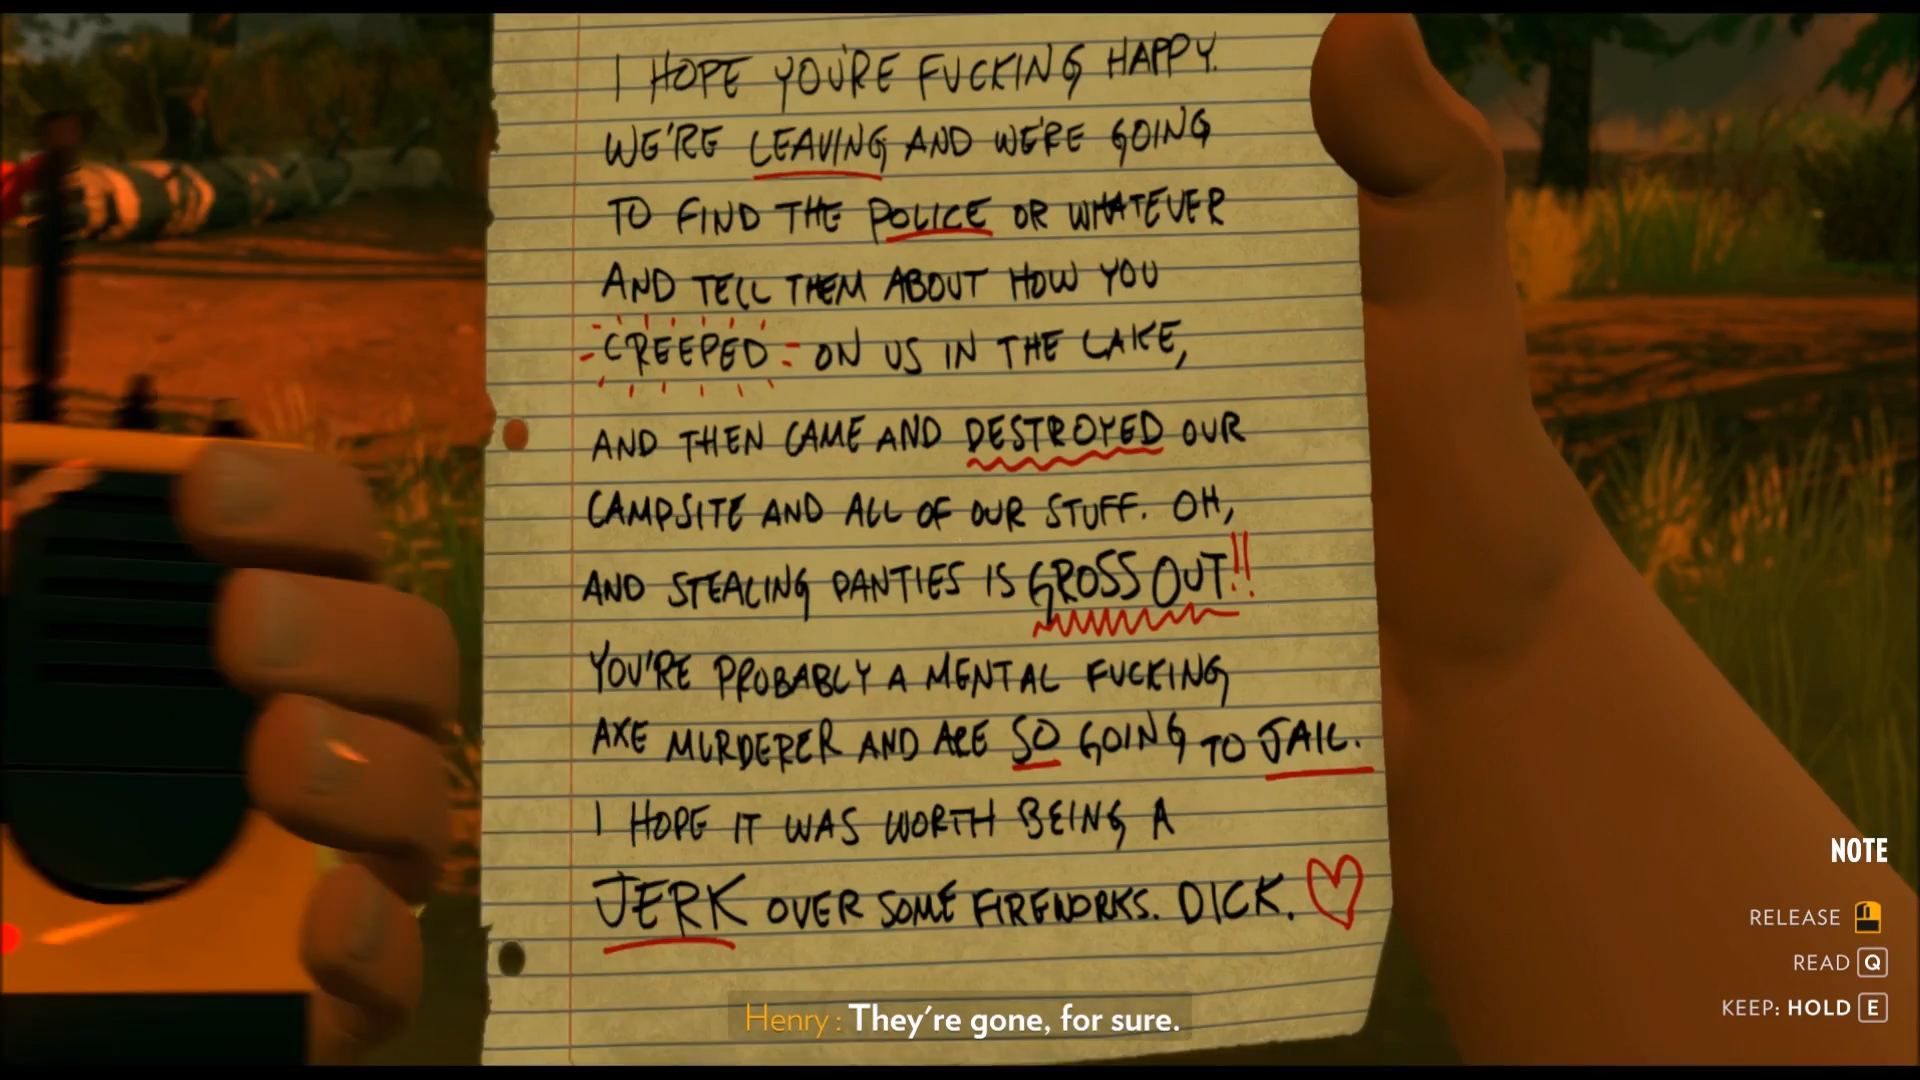 I HOPE YOU'RE FUCKING HAPPY.
WE'RE LEAVING AND WE'RE GOING
TO FIND THE POLICE OR WHATEVER
AND TELL THEM ABOUT HOW YOU
CREEPED ON US IN THE LAKE,
AND THEN CAME AND DESTROYED OUR
CAMPSITE AND ALL OF OUR STUFF. OH,
AND STEALING PANTIES IS GROSS OUT!!
YOU'RE PROBABLY A MENTAL FUCKING
AXE MURDERER AND ARE SO GOING TO JAIL.
I HOPE IT WAS WORTH BEING A
JERK OVER SOME FIREWORKS. DICK.
NOTE
RELEASE
READ Q
KEEP: HOLD E
Henry: They're gone, for sure.